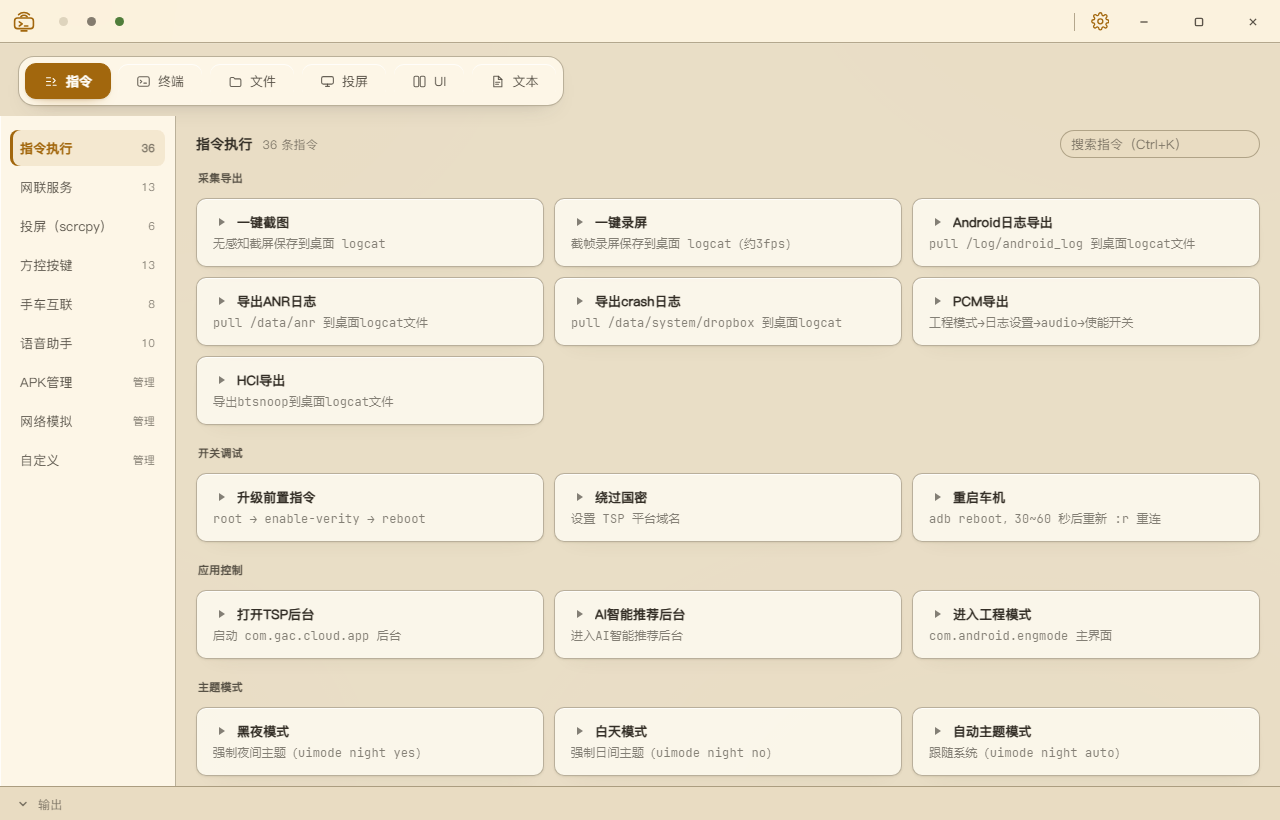 指令 终端 文件 投屏 UI 文本
指令执行 36
网联服务 13
投屏（scrcpy） 6
方控按键 13
手车互联 8
语音助手 10
APK管理 管理
网络模拟 管理
自定义 管理
指令执行 36 条指令 搜索指令（Ctrl+K）
采集导出
一键截图
无感知截屏保存到桌面 logcat
一键录屏
截帧录屏保存到桌面 logcat（约3fps）
Android日志导出
pull /log/android_log 到桌面logcat文件
导出ANR日志
pull /data/anr 到桌面logcat文件
导出crash日志
pull /data/system/dropbox 到桌面logcat
PCM导出
工程模式→日志设置→audio→使能开关
HCI导出
导出btsnoop到桌面logcat文件
开关调试
升级前置指令
root → enable-verity → reboot
绕过国密
设置 TSP 平台域名
重启车机
adb reboot，30~60 秒后重新 :r 重连
应用控制
打开TSP后台
启动 com.gac.cloud.app 后台
AI智能推荐后台
进入AI智能推荐后台
进入工程模式
com.android.engmode 主界面
主题模式
黑夜模式
强制夜间主题（uimode night yes）
白天模式
强制日间主题（uimode night no）
自动主题模式
跟随系统（uimode night auto）
输出